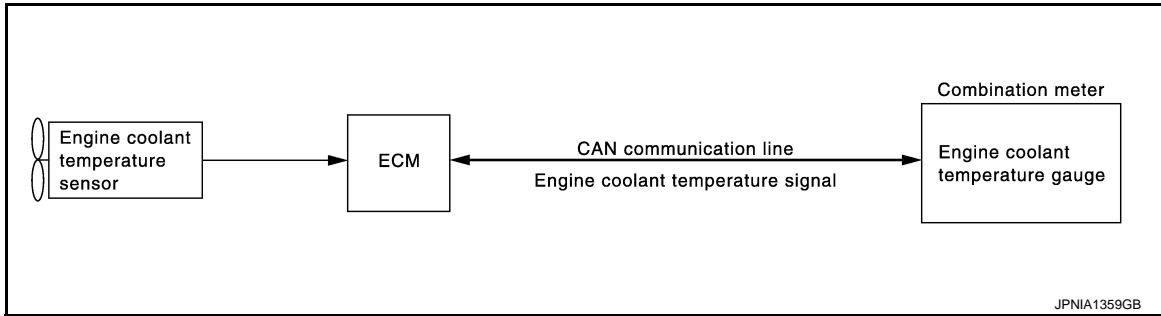 Combination meter
Engine coolant
temperature
sensor
ECM
CAN communication line
Engine coolant temperature signal
Engine coolant
temperature gauge
JPNIA1359GB